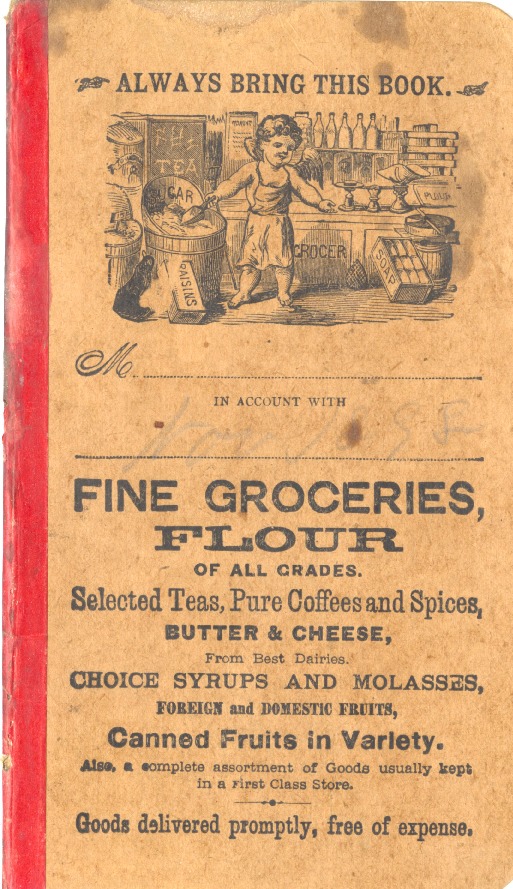 ALWAYS BRING THIS BOOK.
TEA
SUGAR
RAISINS
GROCER
SOAP
FLOUR
M
IN ACCOUNT WITH
FINE GROCERIES,
FLOUR
OF ALL GRADES.
Selected Teas, Pure Coffees and Spices,
BUTTER & CHEESE,
From Best Dairies.
CHOICE SYRUPS AND MOLASSES,
FOREIGN and DOMESTIC FRUITS,
Canned Fruits in Variety.
Also, a complete assortment of Goods usually kept
in a First Class Store.
Goods delivered promptly, free of expense.